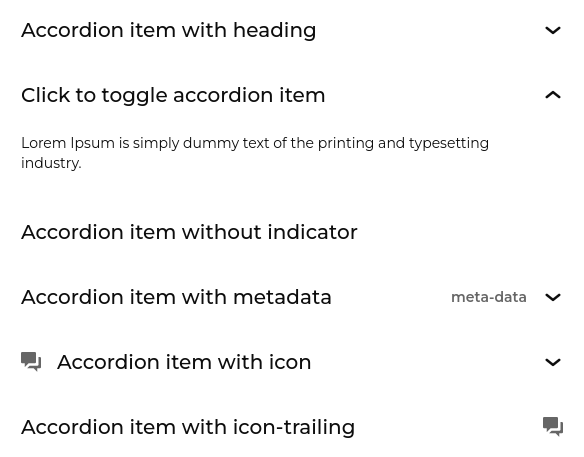 Accordion item with heading
Click to toggle accordion item
Lorem Ipsum is simply dummy text of the printing and typesetting
industry.
Accordion item without indicator
Accordion item with metadata meta-data
Accordion item with icon
Accordion item with icon-trailing